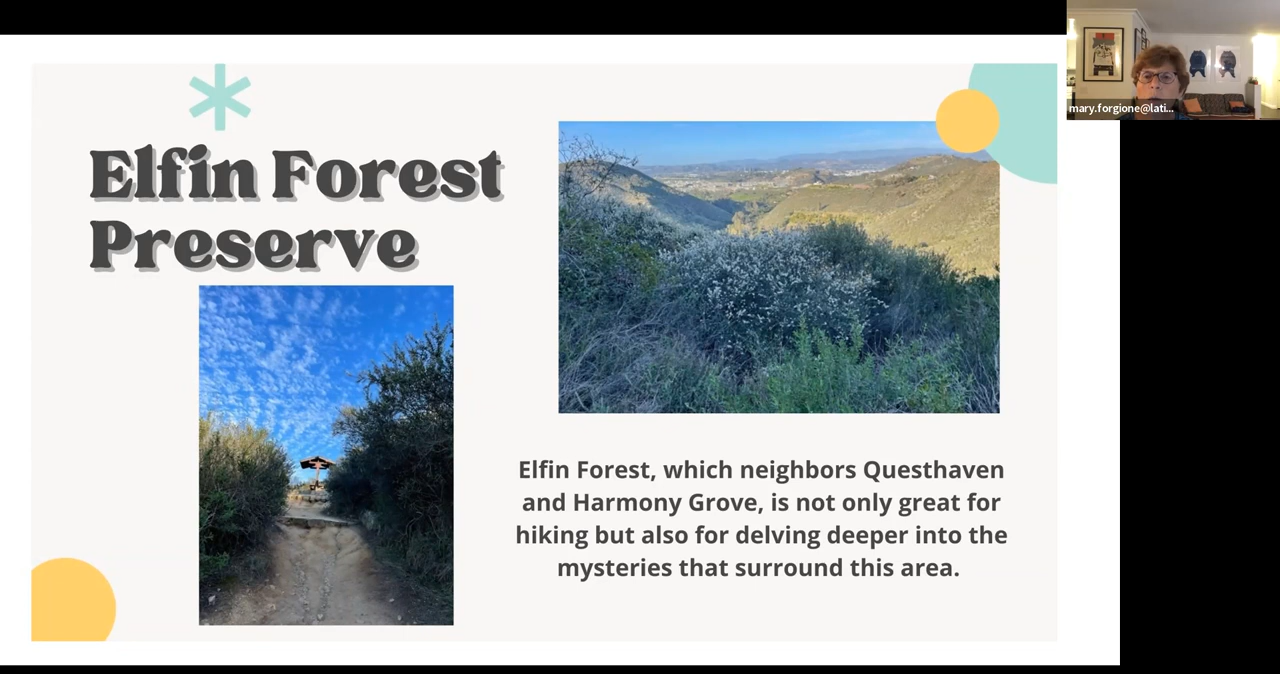 mary.forgione@lati...
Elfin Forest
Preserve
Elfin Forest, which neighbors Questhaven
and Harmony Grove, is not only great for
hiking but also for delving deeper into the
mysteries that surround this area.